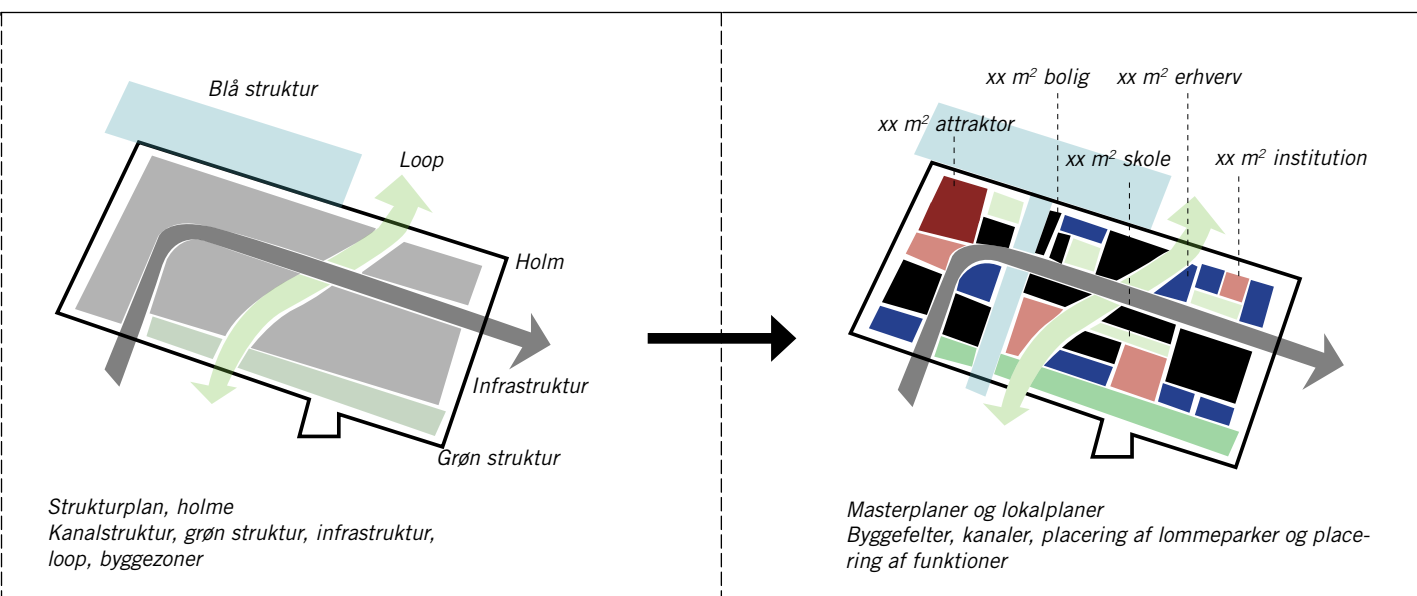 Blå struktur
Loop
Holm
Infrastruktur
Grøn struktur
Strukturplan, holme
Kanalstruktur, grøn struktur, infrastruktur,
loop, byggezoner
xx m² bolig
xx m² erhverv
xx m² attraktor
xx m² skole
xx m² institution
Masterplaner og lokalplaner
Byggefelter, kanaler, placering af lommeparker og place-
ring af funktioner